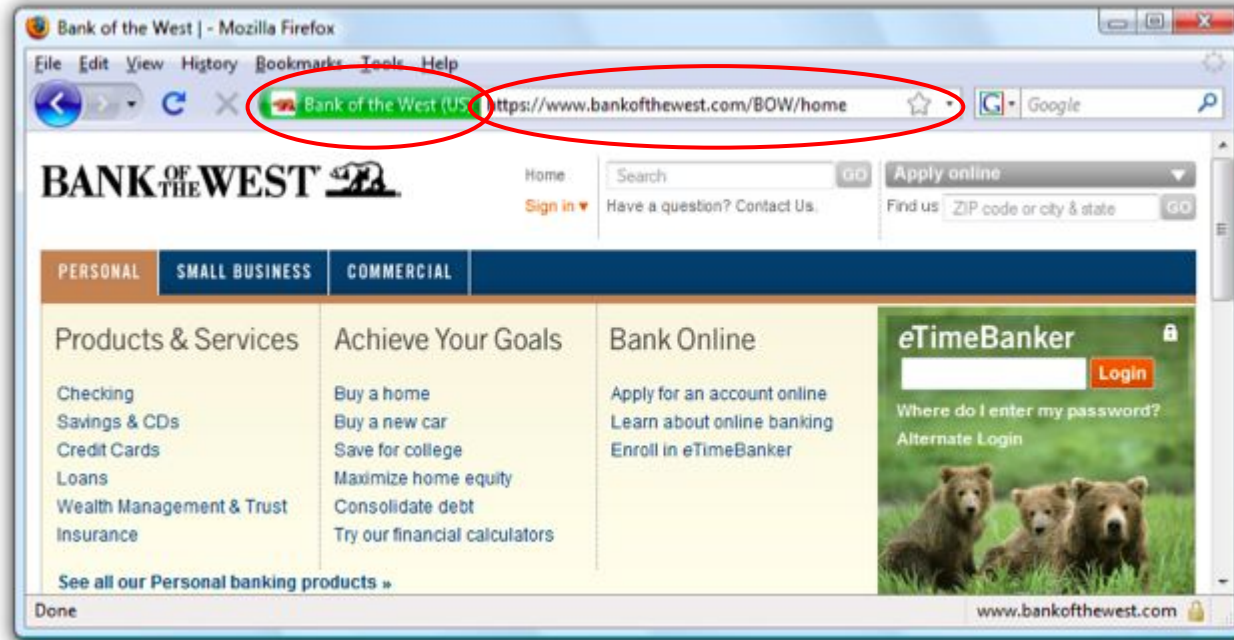 Bank of the West | - Mozilla Firefox
File Edit View History Bookmarks Tools Help
Bank of the West (US) https://www.bankofthewest.com/BOW/home Google
BANK OF THE WEST
Home Search GO Apply online
Sign in ▾ Have a question? Contact Us. Find us ZIP code or city & state GO
PERSONAL SMALL BUSINESS COMMERCIAL
Products & Services Achieve Your Goals Bank Online eTimeBanker
Checking Buy a home Apply for an account online Login
Savings & CDs Buy a new car Learn about online banking Where do I enter my password?
Credit Cards Save for college Enroll in eTimeBanker Alternate Login
Loans Maximize home equity
Wealth Management & Trust Consolidate debt
Insurance Try our financial calculators
See all our Personal banking products »
Done www.bankofthewest.com